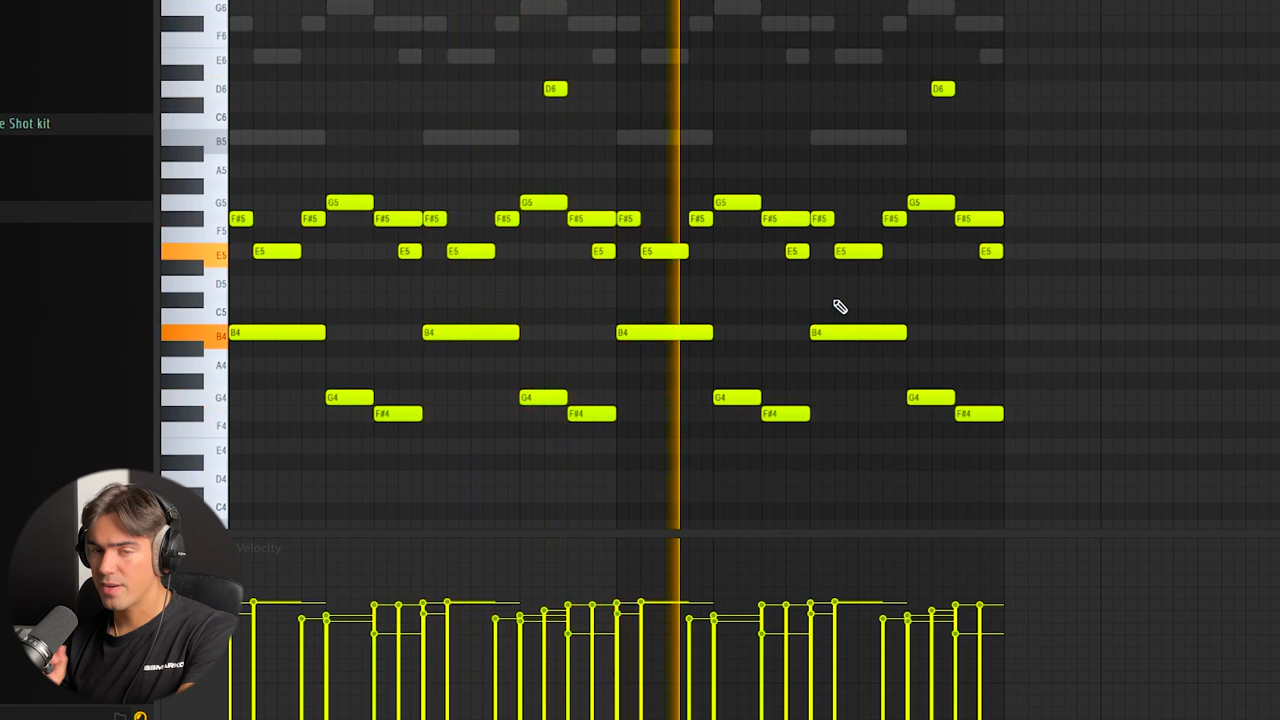 G6
F6
E6
D6 D6 D6
C6
e Shot kit
B5
A5
G5 G5 G5 G5 G5
F#5 F#5 F#5 F#5 F#5 F#5 F#5 F#5 F#5 F#5 F#5 F#5
F5
E5 E5 E5 E5 E5 E5 E5 E5 E5
D5
C5
B4 B4 B4 B4 B4
A4
G4 G4 G4 G4 G4
F#4 F#4 F#4 F#4
F4
E4
D4
C4
Velocity